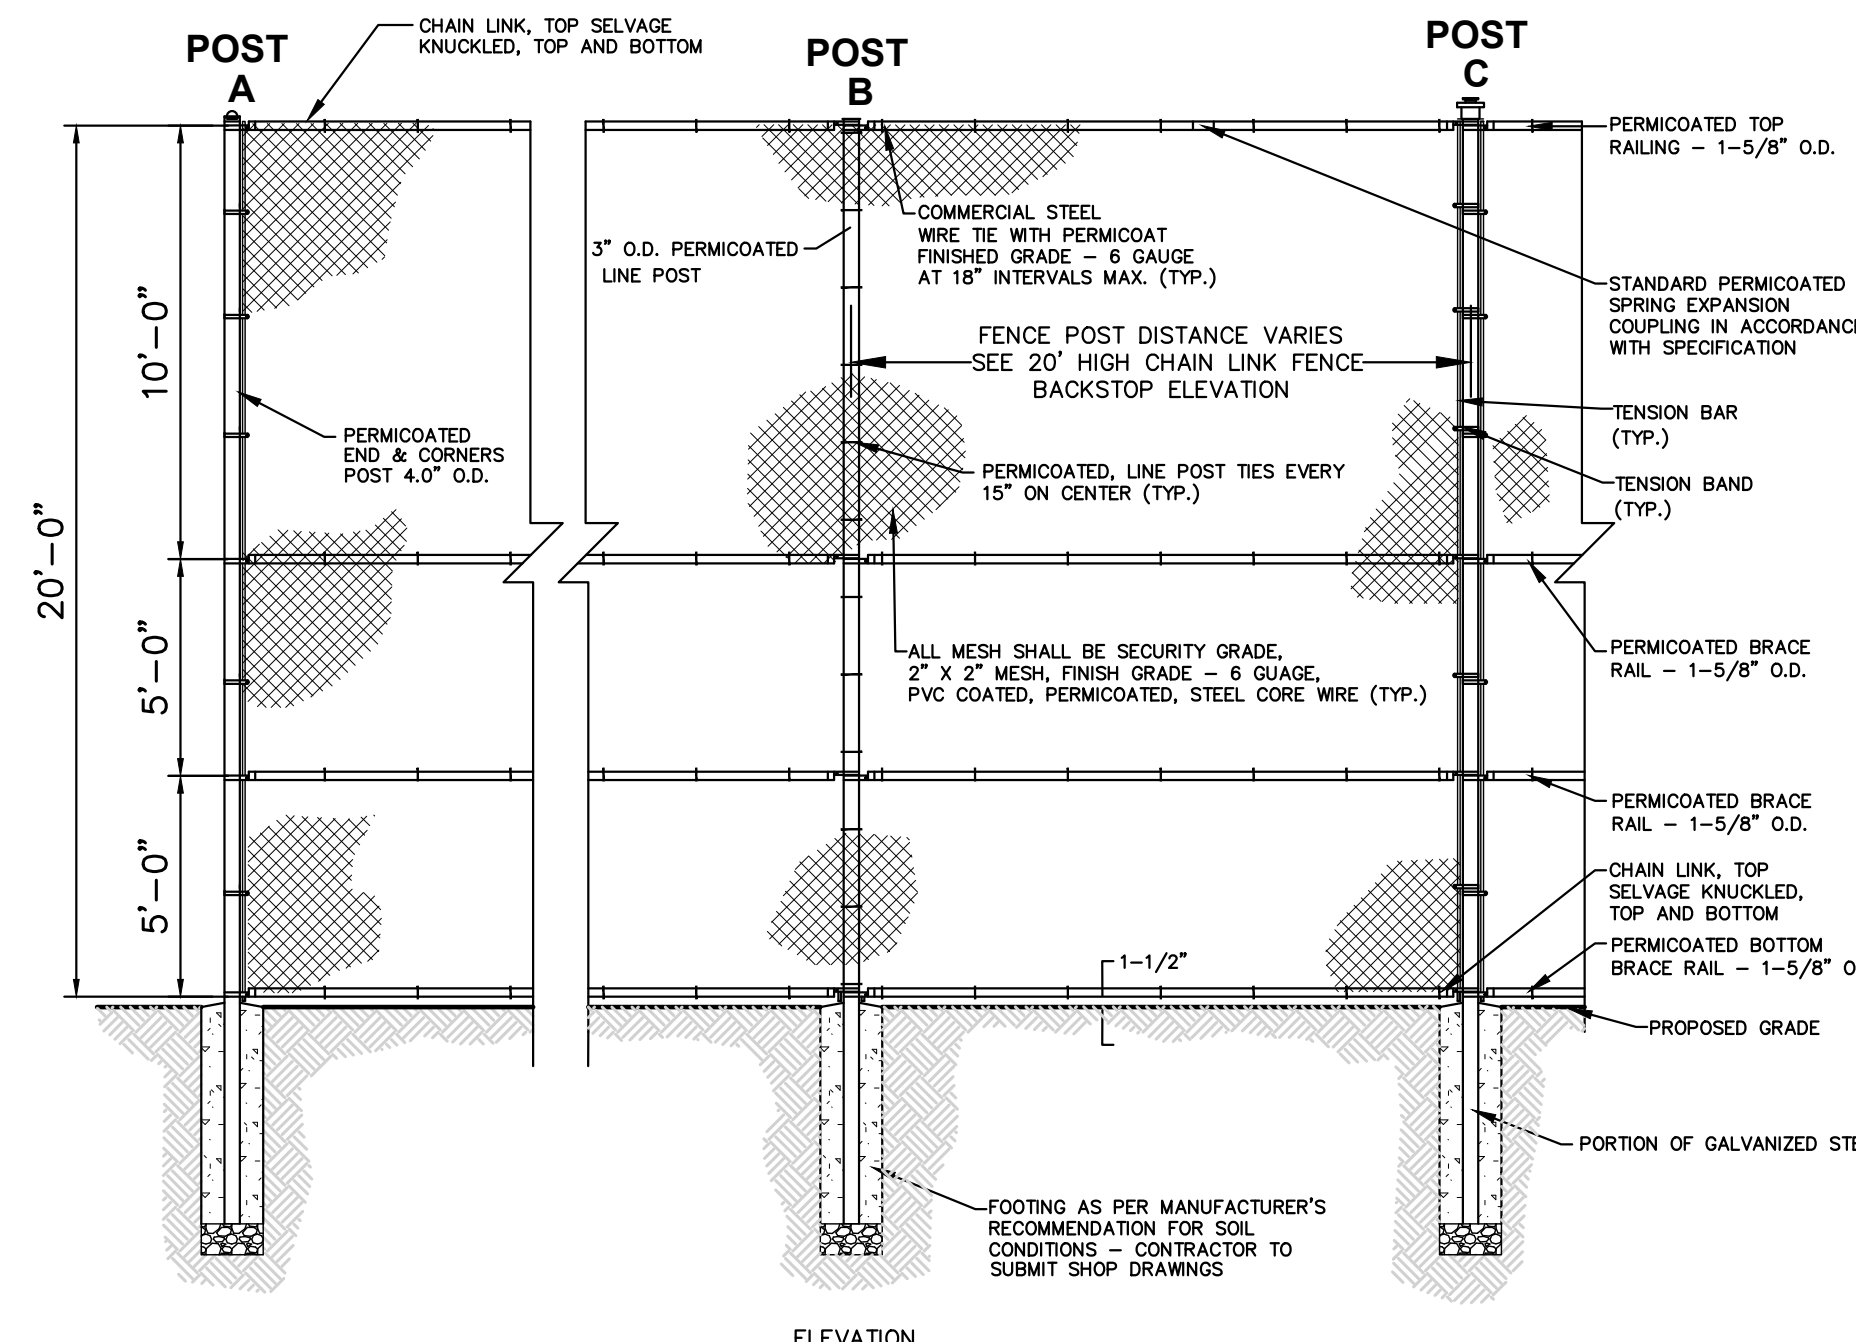 POST
A
CHAIN LINK, TOP SELVAGE
KNUCKLED, TOP AND BOTTOM
POST
B
POST
C
PERMICOATED TOP
RAILING – 1–5/8” O.D.
COMMERCIAL STEEL
WIRE TIE WITH PERMICOAT
FINISHED GRADE – 6 GAUGE
AT 18” INTERVALS MAX. (TYP.)
3” O.D. PERMICOATED
LINE POST
STANDARD PERMICOATED
SPRING EXPANSION
COUPLING IN ACCORDANCE
WITH SPECIFICATION
FENCE POST DISTANCE VARIES
SEE 20' HIGH CHAIN LINK FENCE
BACKSTOP ELEVATION
10'–0”
PERMICOATED
END & CORNERS
POST 4.0” O.D.
TENSION BAR
(TYP.)
PERMICOATED, LINE POST TIES EVERY
15” ON CENTER (TYP.)
TENSION BAND
(TYP.)
20'–0”
5'–0”
ALL MESH SHALL BE SECURITY GRADE,
2” X 2” MESH, FINISH GRADE – 6 GUAGE,
PVC COATED, PERMICOATED, STEEL CORE WIRE (TYP.)
PERMICOATED BRACE
RAIL – 1–5/8” O.D.
PERMICOATED BRACE
RAIL – 1–5/8” O.D.
5'–0”
CHAIN LINK, TOP
SELVAGE KNUCKLED,
TOP AND BOTTOM
PERMICOATED BOTTOM
BRACE RAIL – 1–5/8” O
1–1/2”
PROPOSED GRADE
PORTION OF GALVANIZED STE
FOOTING AS PER MANUFACTURER'S
RECOMMENDATION FOR SOIL
CONDITIONS – CONTRACTOR TO
SUBMIT SHOP DRAWINGS
ELEVATION